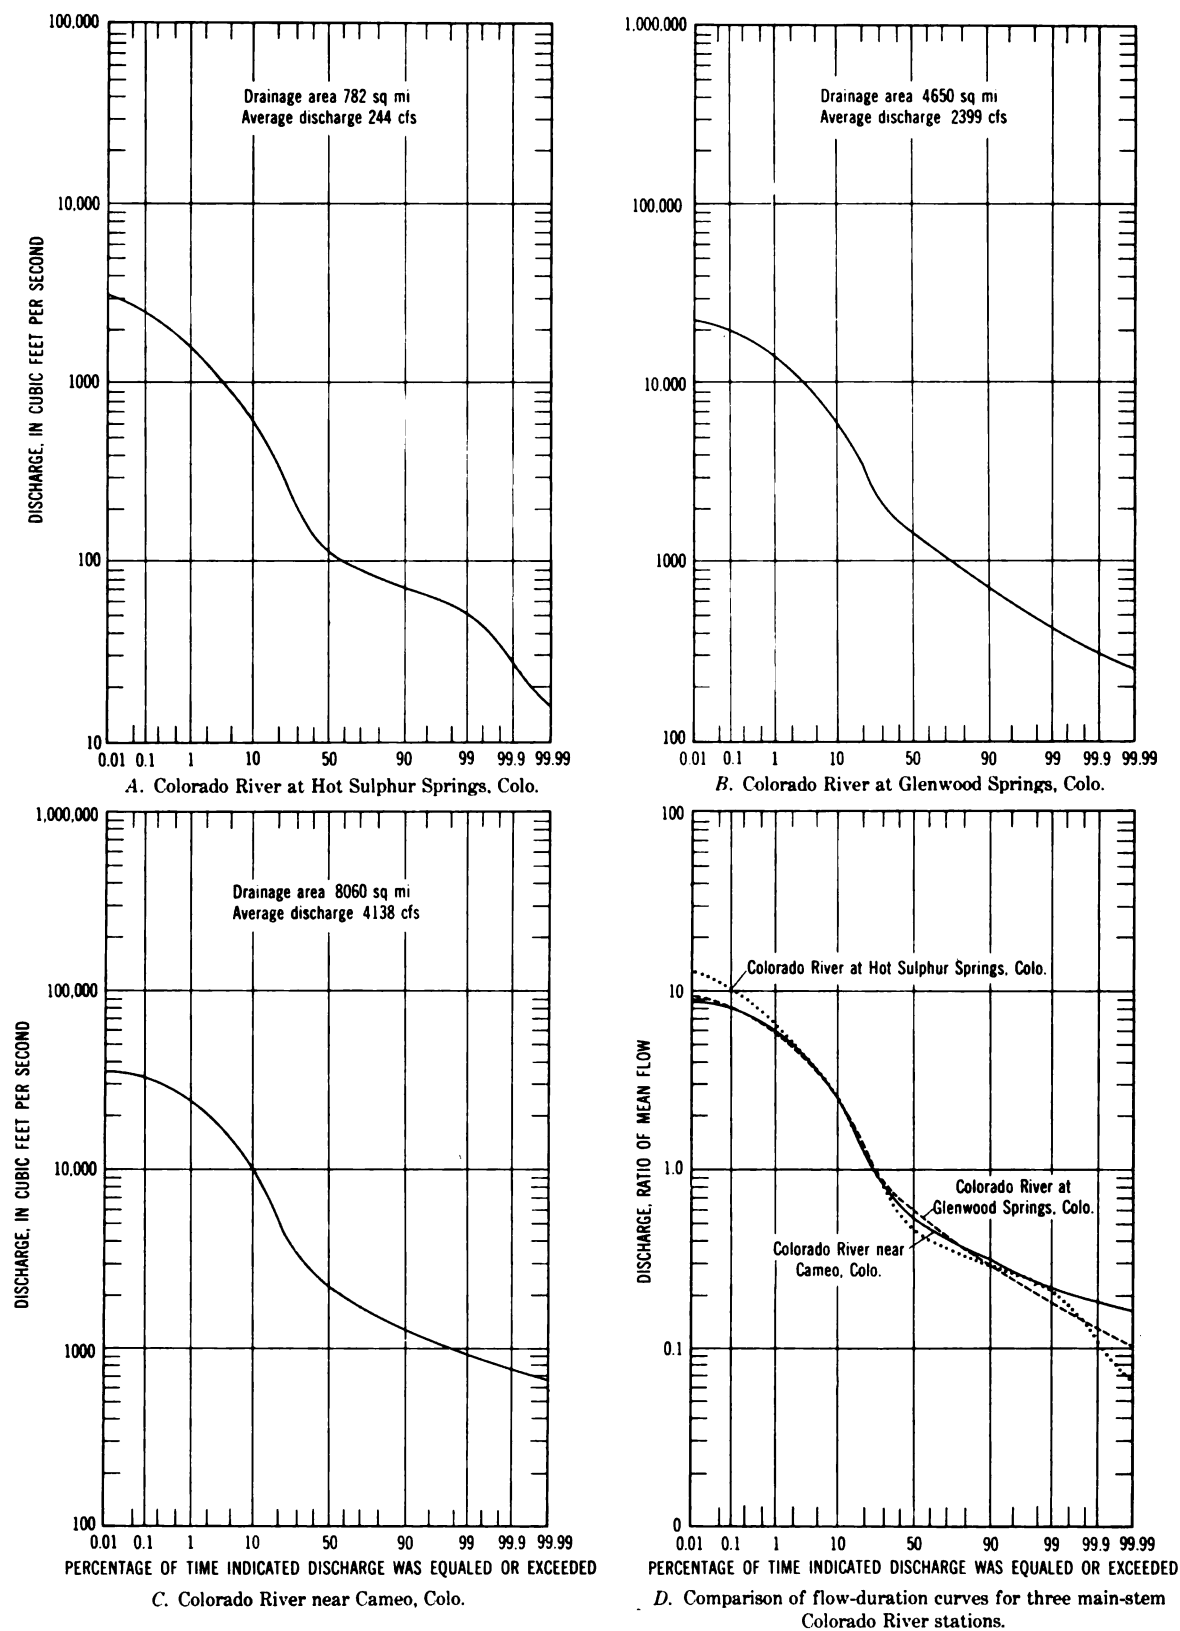 100,000
10,000
1000
100
10
DISCHARGE, IN CUBIC FEET PER SECOND
Drainage area 782 sq mi
Average discharge 244 cfs
0.01 0.1 1 10 50 90 99 99.9 99.99
A. Colorado River at Hot Sulphur Springs, Colo.
1.000.000
100.000
10.000
1000
100
Drainage area 4650 sq mi
Average discharge 2399 cfs
0.01 0.1 1 10 50 90 99 99.9 99.99
B. Colorado River at Glenwood Springs, Colo.
1,000,000
100,000
10,000
1000
100
DISCHARGE, IN CUBIC FEET PER SECOND
Drainage area 8060 sq mi
Average discharge 4138 cfs
0.01 0.1 1 10 50 90 99 99.9 99.99
PERCENTAGE OF TIME INDICATED DISCHARGE WAS EQUALED OR EXCEEDED
C. Colorado River near Cameo, Colo.
100
10
1.0
0.1
0
DISCHARGE, RATIO OF MEAN FLOW
Colorado River at Hot Sulphur Springs, Colo.
Colorado River at
Glenwood Springs, Colo.
Colorado River near
Cameo, Colo.
0.01 0.1 1 10 50 90 99 99.9 99.99
PERCENTAGE OF TIME INDICATED DISCHARGE WAS EQUALED OR EXCEEDED
D. Comparison of flow-duration curves for three main-stem
Colorado River stations.